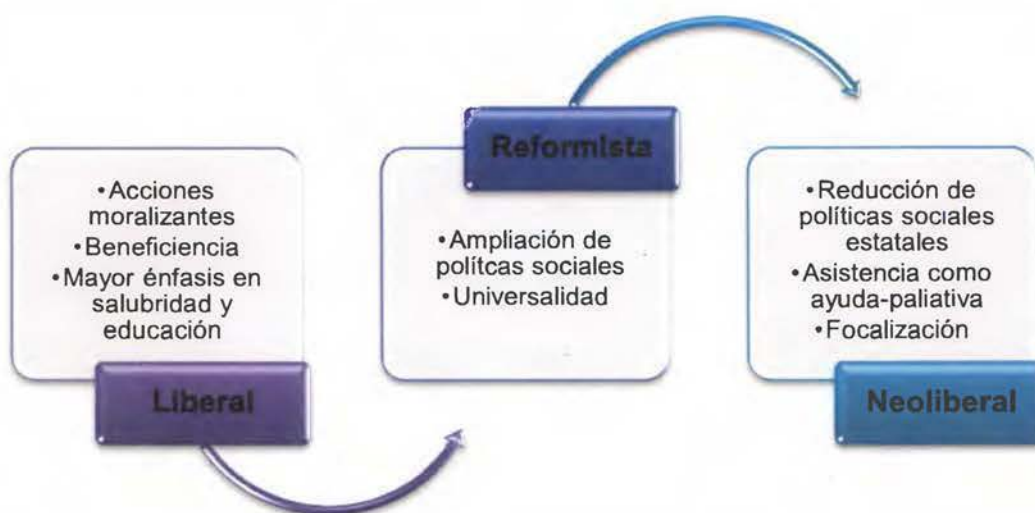 • Acciones
moralizantes
• Beneficiencia
• Mayor énfasis en
salubridad y
educación
Liberal
Reformista
• Ampliación de
polítcas sociales
• Universalidad
• Reducción de
políticas sociales
estatales
• Asistencia como
ayuda-paliativa
• Focalización
Neoliberal